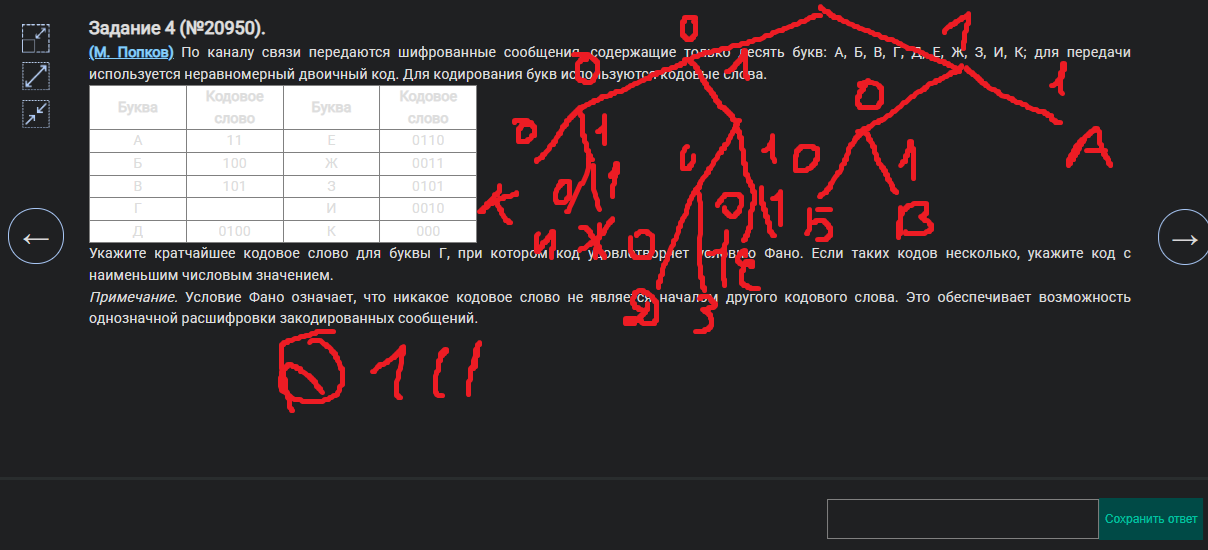 Задание 4 (№20950).
(М. Попков) По каналу связи передаются шифрованные сообщения, содержащие только десять букв: А, Б, В, Г, Д, Е, Ж, З, И, К; для передачи
используется неравномерный двоичный код. Для кодирования букв используются кодовые слова.
Буква Кодовое слово Буква Кодовое слово
А 11 Е 0110
Б 100 Ж 0011
В 101 З 0101
Г И 0010
Д 0100 К 000
Укажите кратчайшее кодовое слово для буквы Г, при котором код удовлетворяет условию Фано. Если таких кодов несколько, укажите код с
наименьшим числовым значением.
Примечание. Условие Фано означает, что никакое кодовое слово не является началом другого кодового слова. Это обеспечивает возможность
однозначной расшифровки закодированных сообщений.
0 1
0 1 0 1
0 1 0 1 0 1 А
К 0 1 0 1 0 1 Б В
И Ж Д З Е
0 111
Сохранить ответ